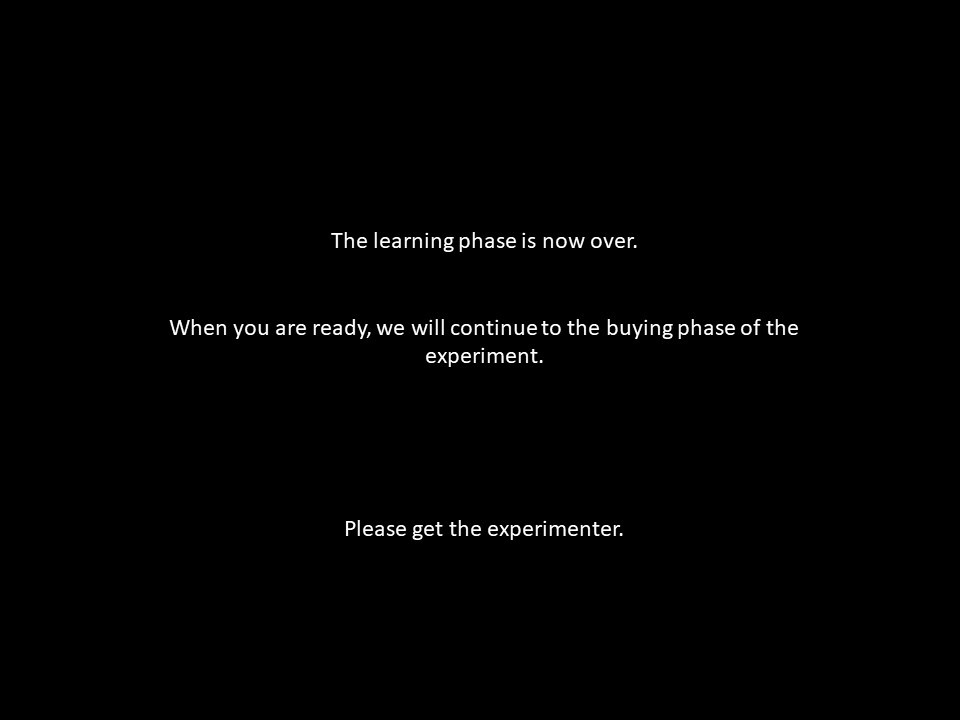 The learning phase is now over.
When you are ready, we will continue to the buying phase of the
experiment.
Please get the experimenter.